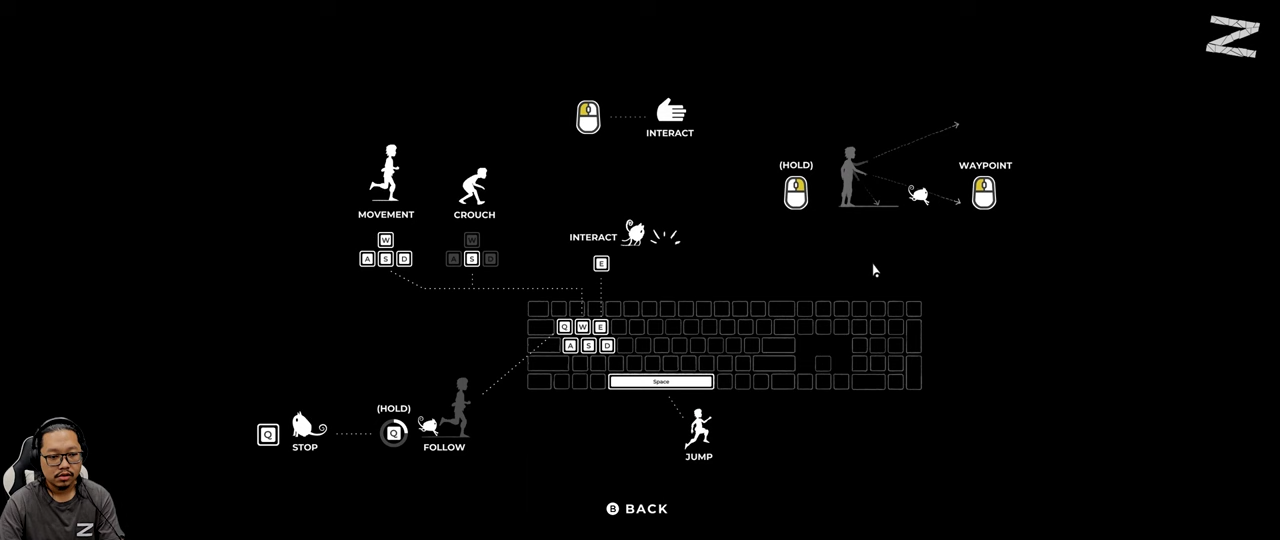 Z
INTERACT
(HOLD)
WAYPOINT
MOVEMENT
CROUCH
W
A S D
W
A S D
INTERACT
E
Q W E
A S D
Space
(HOLD)
Q
STOP
Q
FOLLOW
JUMP
B BACK
Z